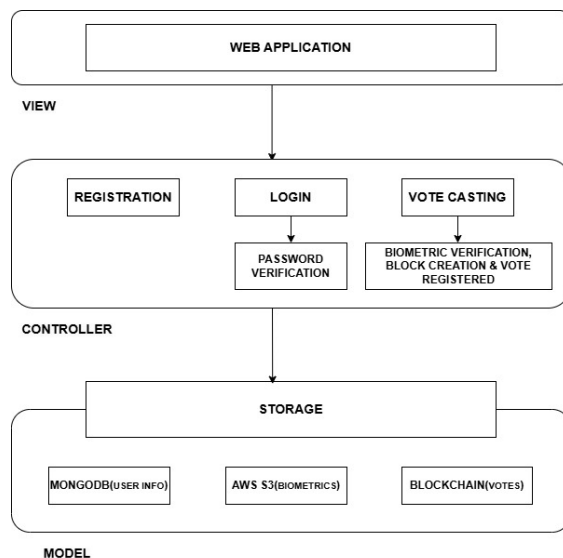 WEB APPLICATION
VIEW
REGISTRATION
LOGIN
VOTE CASTING
PASSWORD
VERIFICATION
BIOMETRIC VERIFICATION,
BLOCK CREATION & VOTE
REGISTERED
CONTROLLER
STORAGE
MONGODB(USER INFO)
AWS S3(BIOMETRICS)
BLOCKCHAIN(VOTES)
MODEL